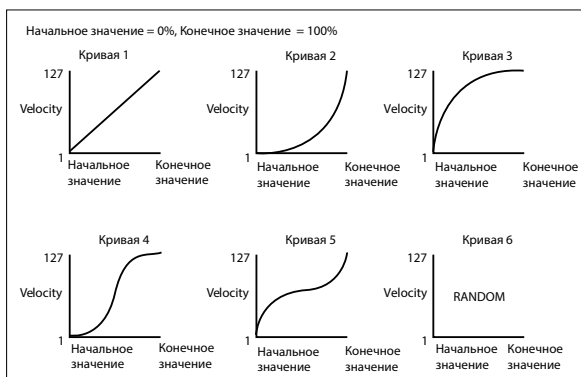 Начальное значение = 0%, Конечное значение = 100%
Кривая 1
127
Velocity
1
Начальное значение
Конечное значение
Кривая 2
127
Velocity
1
Начальное значение
Конечное значение
Кривая 3
127
Velocity
1
Начальное значение
Конечное значение
Кривая 4
127
Velocity
1
Начальное значение
Конечное значение
Кривая 5
127
Velocity
1
Начальное значение
Конечное значение
Кривая 6
127
Velocity
RANDOM
1
Начальное значение
Конечное значение